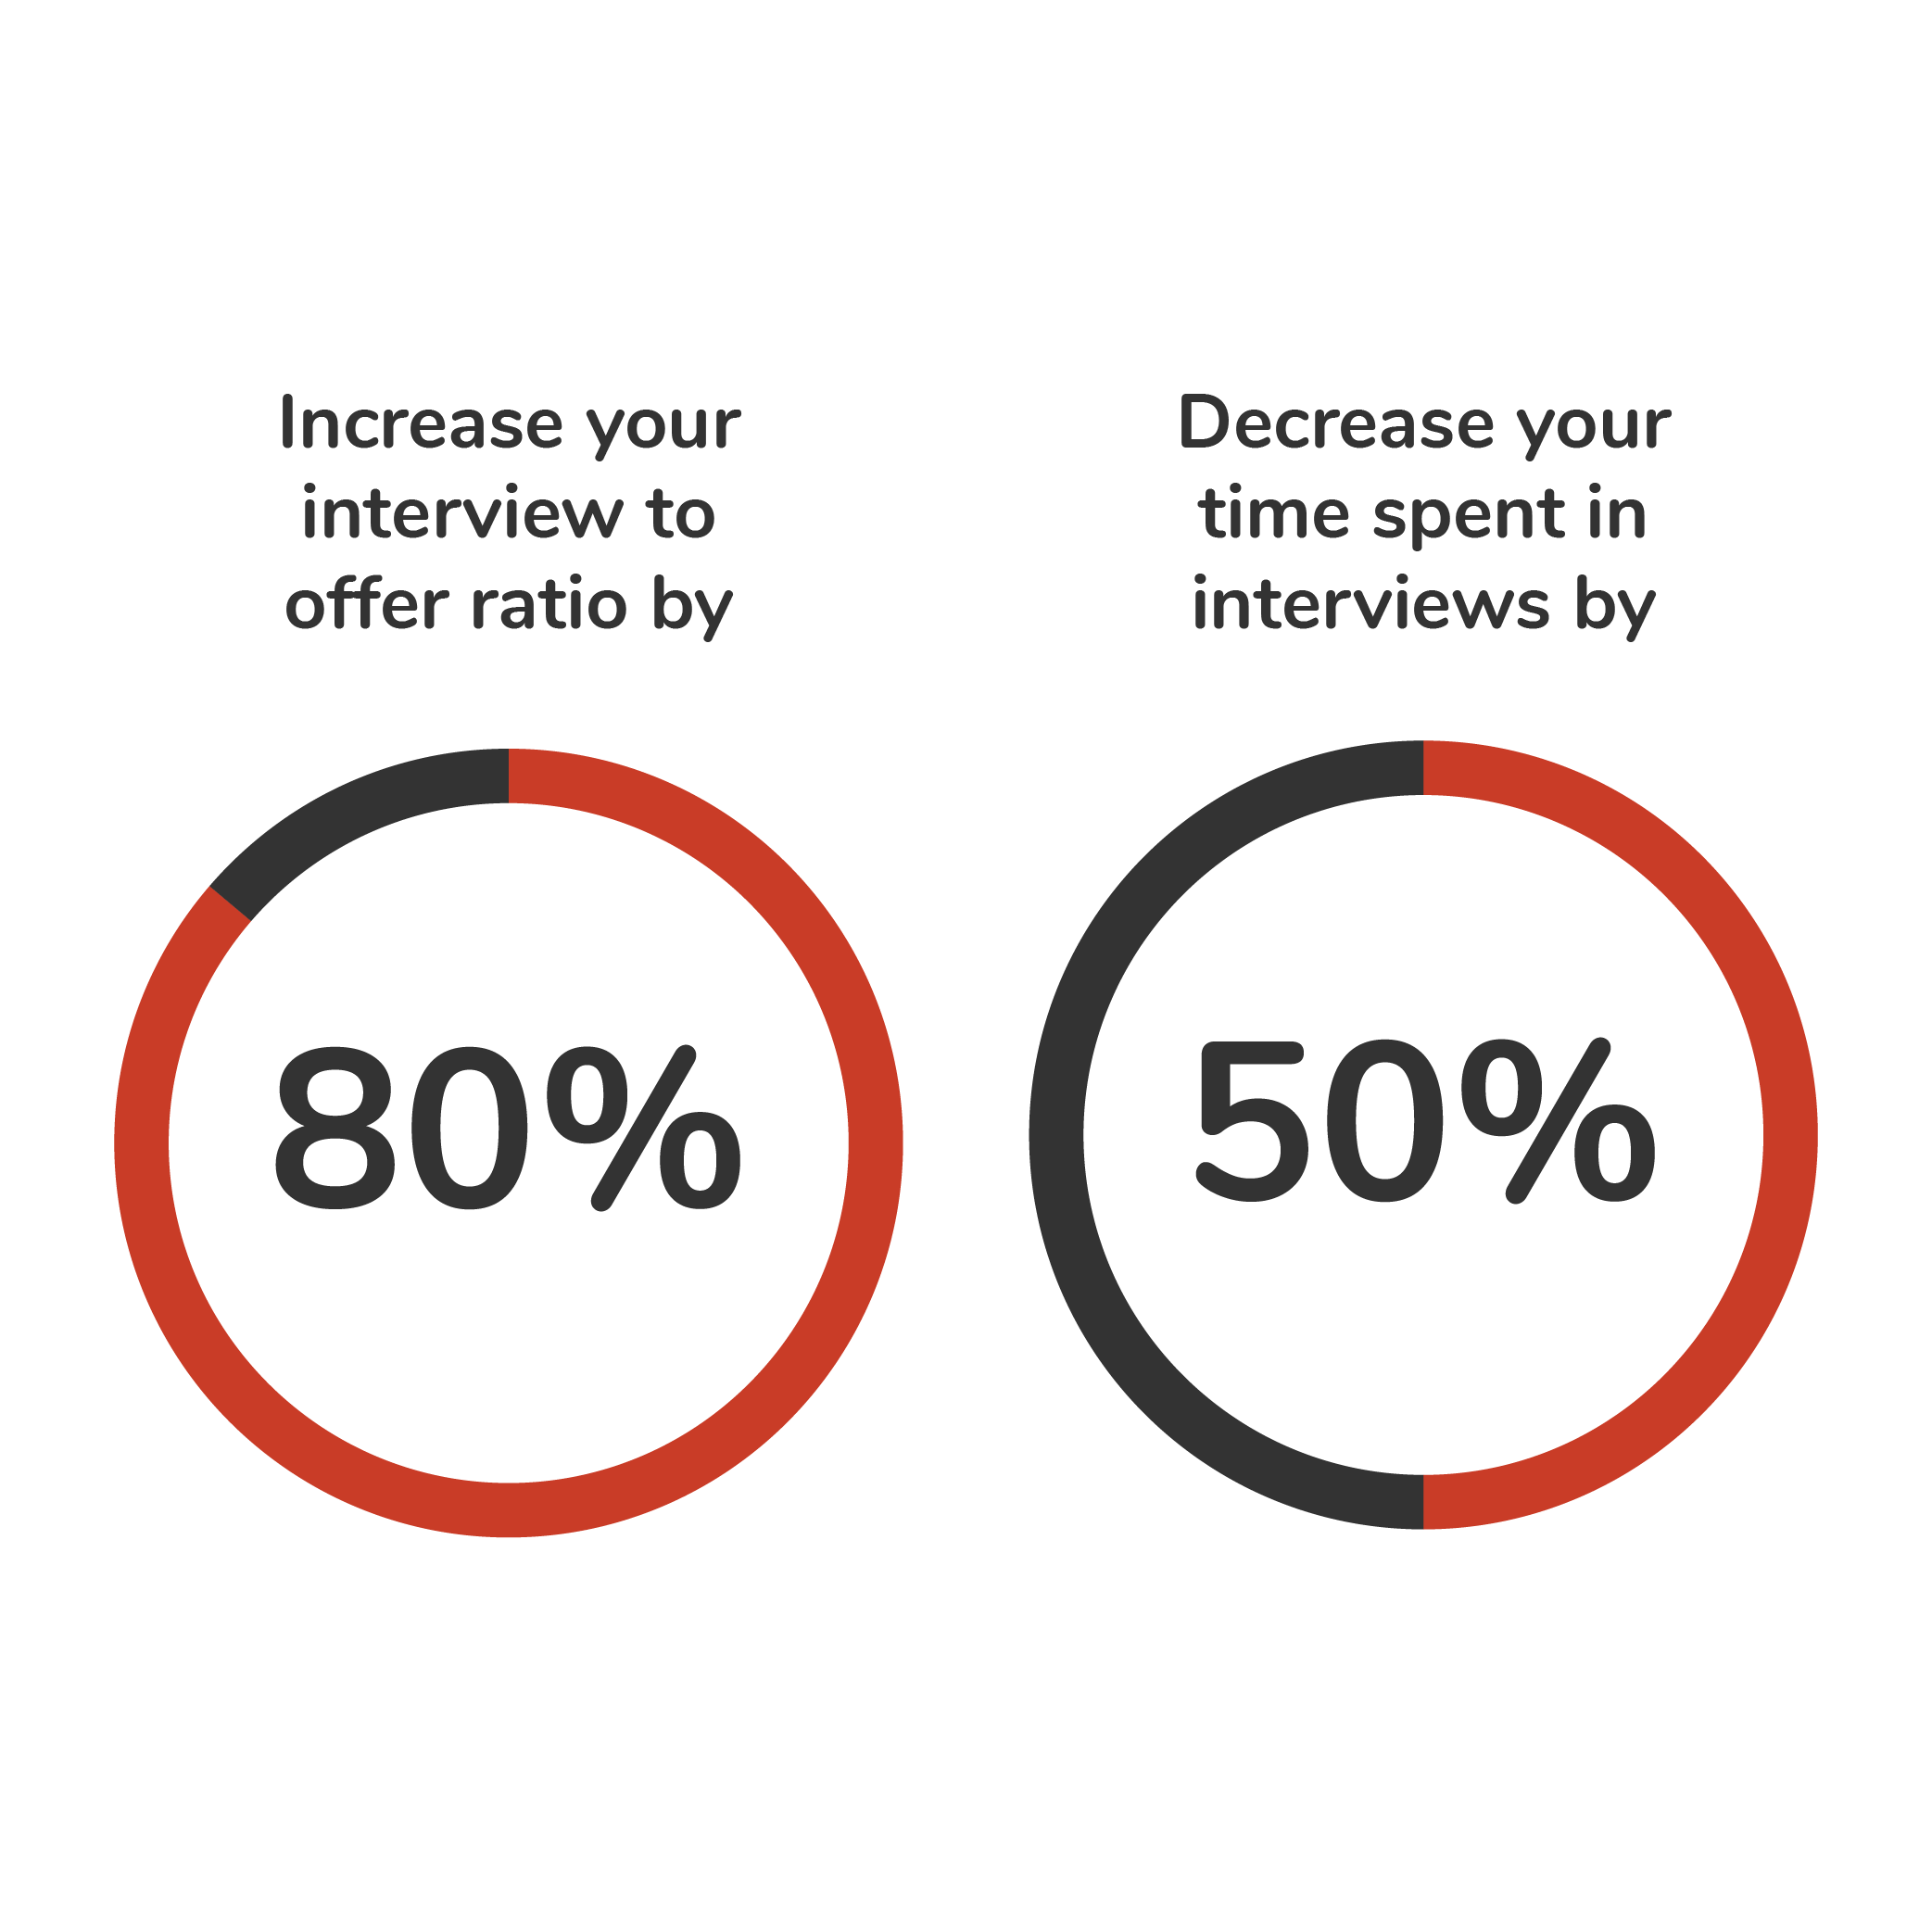 Increase your
interview to
offer ratio by
80%
Decrease your
time spent in
interviews by
50%